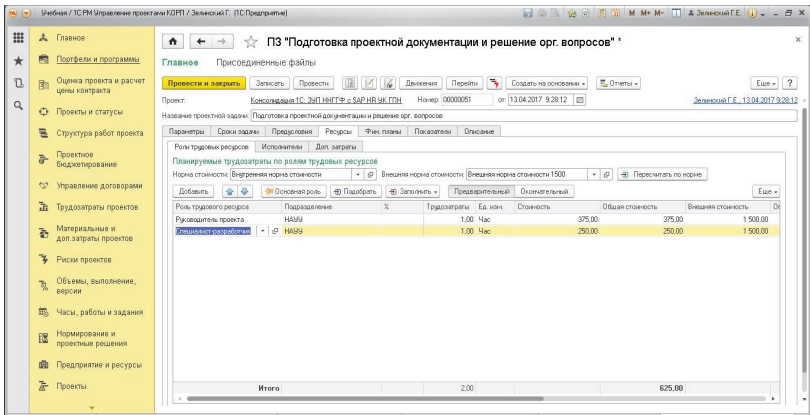 Учебная / 1С:PM Управление проектами КОРП / Зелинский Г. (1С:Предприятие)
M M+ M- Зелинский Г.Е.
Главное
Портфели и программы
Оценка проекта и расчет
цены контракта
Проекты и статусы
Структура работ проекта
Проектное
бюджетирование
Управление договорами
Трудозатраты проектов
Материальные и
доп.затраты проектов
Риски проектов
Объемы, выполнение,
версии
Часы, работы и задания
Нормирование и
проектные решения
Предприятие и ресурсы
Проекты
ПЗ "Подготовка проектной документации и решение орг. вопросов" *
Главное Присоединенные файлы
Провести и закрыть Записать Провести Движения Перейти Создать на основании Отчеты Еще ?
Проект: Консолидация 1С: ЗУП ННГГФ с SAP HR УК ГПН Номер: 00000051 от: 13.04.2017 9:28:12 Зелинский Г.Е., 13.04.2017 9:28:12
Название проектной задачи: Подготовка проектной документации и решение орг. вопросов
Параметры Сроки задачи Предусловия Ресурсы Фин. планы Показатели Описание
Роли трудовых ресурсов Исполнители Доп. затраты
Планируемые трудозатраты по ролям трудовых ресурсов
Норма стоимости: Внутренняя норма стоимости Внешняя норма стоимости: Внешняя норма стоимости 1500 Пересчитать по норме
Добавить Основная роль Подобрать Заполнить Предварительный Окончательный Еще
Роль трудового ресурса Подразделение % Трудозатраты Ед. изм. Стоимость Общая стоимость Внешняя стоимость Об
Руководитель проекта НАУУ 1,00 Час 375,00 375,00 1 500,00
Специалист-разработчик НАУУ 1,00 Час 250,00 250,00 1 500,00
Итого 2,00 625,00